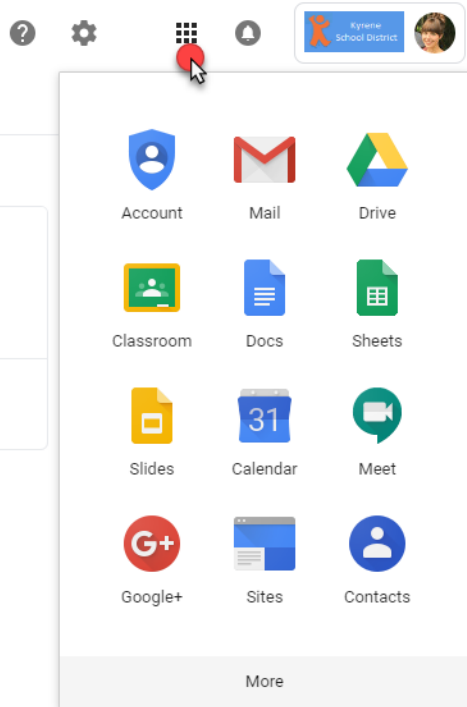 Kyrene
School District
Account
Mail
Drive
Classroom
Docs
Sheets
31
Slides
Calendar
Meet
G+
Google+
Sites
Contacts
More